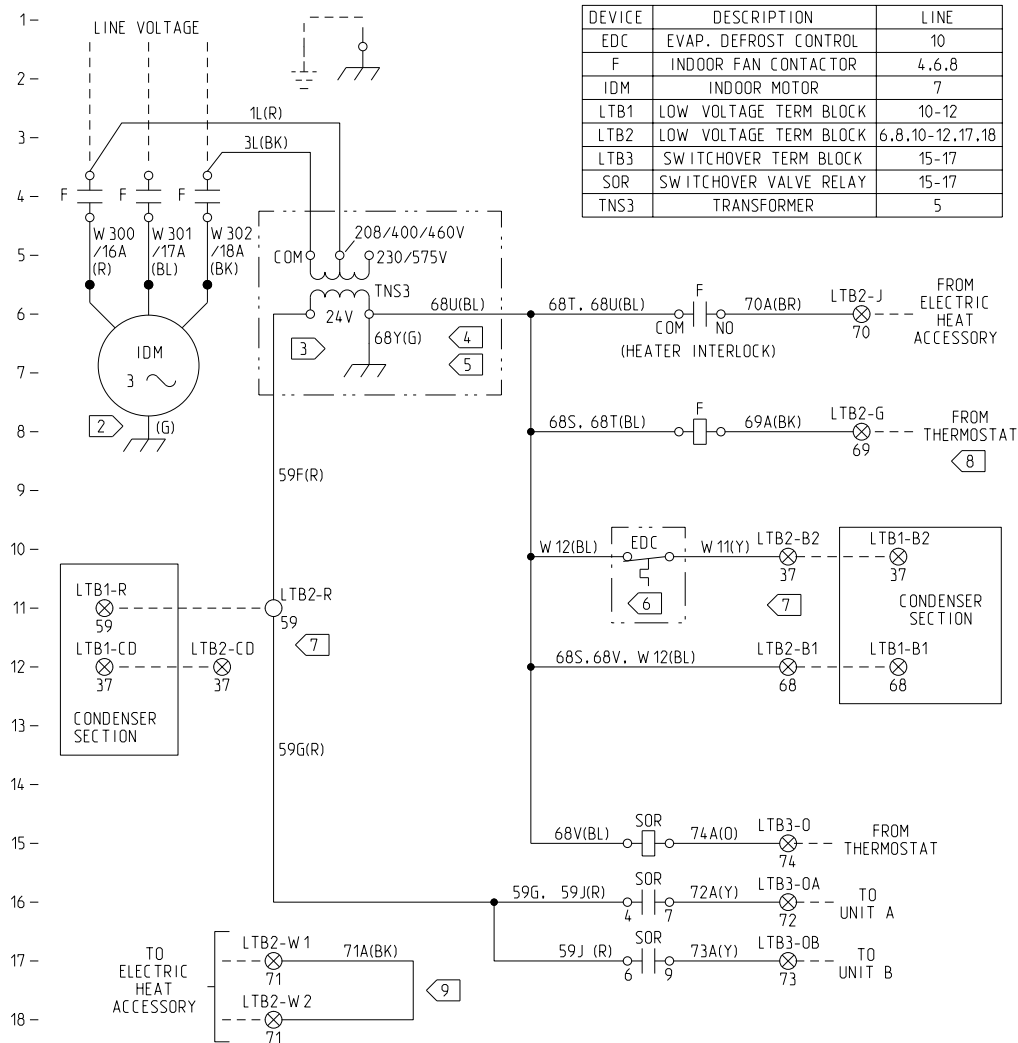 1-
LINE VOLTAGE
DEVICE DESCRIPTION LINE
EDC EVAP. DEFROST CONTROL 10
F INDOOR FAN CONTACTOR 4,6,8
IDM INDOOR MOTOR 7
LTB1 LOW VOLTAGE TERM BLOCK 10-12
LTB2 LOW VOLTAGE TERM BLOCK 6,8,10-12,17,18
LTB3 SWITCHOVER TERM BLOCK 15-17
SOR SWITCHOVER VALVE RELAY 15-17
TNS3 TRANSFORMER 5
2-
1L(R)
3-
3L(BK)
4-
F F F
W300 /16A (R)
W301 /17A (BL)
W302 /18A (BK)
5-
208/400/460V
COM
230/575V
TNS3
24V
68U(BL)
68Y(G)
3
4
5
6-
68T, 68U(BL)
F
COM NO
(HEATER INTERLOCK)
70A(BR)
LTB2-J
70
FROM
ELECTRIC
HEAT
ACCESSORY
IDM
3
7-
2
(G)
8-
68S, 68T(BL)
F
69A(BK)
LTB2-G
69
FROM
THERMOSTAT
8
59F(R)
9-
10-
W12(BL)
EDC
W11(Y)
LTB2-B2
37
LTB1-B2
37
6
7
CONDENSER
SECTION
11-
LTB1-R
59
LTB2-R
59
7
12-
LTB1-CD
37
LTB2-CD
37
68S,68V, W12(BL)
LTB2-B1
68
LTB1-B1
68
CONDENSER
SECTION
13-
59G(R)
14-
15-
68V(BL)
SOR
74A(O)
LTB3-O
74
FROM
THERMOSTAT
16-
59G, 59J(R)
SOR
4 7
72A(Y)
LTB3-OA
72
TO
UNIT A
17-
59J (R)
SOR
6 9
73A(Y)
LTB3-OB
73
TO
UNIT B
TO
ELECTRIC
HEAT
ACCESSORY
LTB2-W1
71
71A(BK)
9
LTB2-W2
71
18-